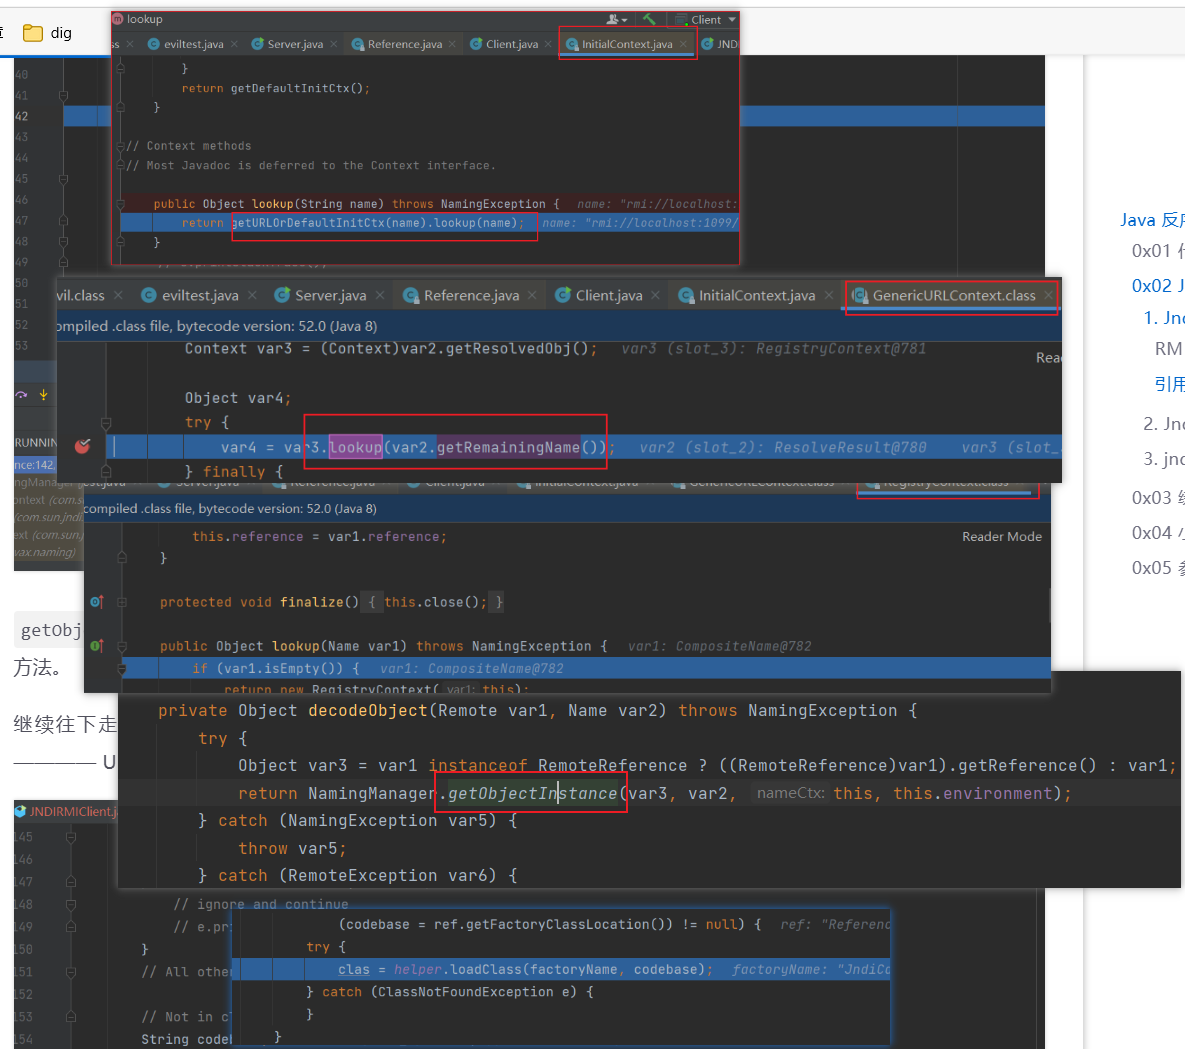 lookup
Client
dig
eviltest.java
Server.java
Reference.java
Client.java
InitialContext.java
JNDI
40
41
42
43
44
45
46
47
48
49
50
51
52
53
}
return getDefaultInitCtx();
}
// Context methods
// Most Javadoc is deferred to the Context interface.
public Object lookup(String name) throws NamingException {   name: "rmi://localhost:
return getURLOrDefaultInitCtx(name).lookup(name);   name: "rmi://localhost:1099/
}
vil.class
eviltest.java
Server.java
Reference.java
Client.java
InitialContext.java
GenericURLContext.class
ompiled .class file, bytecode version: 52.0 (Java 8)
Context var3 = (Context)var2.getResolvedObj();   var3 (slot_3): RegistryContext@781
Rea
Object var4;
try {
var4 = var3.lookup(var2.getRemainingName());   var2 (slot_2): ResolveResult@780   var3 (slot_
} finally {
RUNNIN
nce:142,
ngManager
ontext (com.su
(com.sun.jndi
ext (com.sun.
vax.naming)
compiled .class file, bytecode version: 52.0 (Java 8)
this.reference = var1.reference;
Reader Mode
}
protected void finalize() { this.close(); }
public Object lookup(Name var1) throws NamingException {   var1: CompositeName@782
if (var1.isEmpty()) {   var1: CompositeName@782
return new RegistryContext( var1: this);
getObj
方法。
继续往下走
———— U
private Object decodeObject(Remote var1, Name var2) throws NamingException {
try {
Object var3 = var1 instanceof RemoteReference ? ((RemoteReference)var1).getReference() : var1;
return NamingManager.getObjectInstance(var3, var2, nameCtx: this, this.environment);
} catch (NamingException var5) {
throw var5;
} catch (RemoteException var6) {
JNDIRMIClient.j
145
146
147
148
149
150
151
152
153
154
// ignore and continue
// e.pr
}
// All other
// Not in c
String codeb
(codebase = ref.getFactoryClassLocation()) != null) {   ref: "Referenc
try {
clas = helper.loadClass(factoryName, codebase);   factoryName: "JndiCa
} catch (ClassNotFoundException e) {
}
}
Java 反
0x01
0x02 J
1. Jnd
RM
引用
2. Jnd
3. jnd
0x03
0x04 小
0x05 参